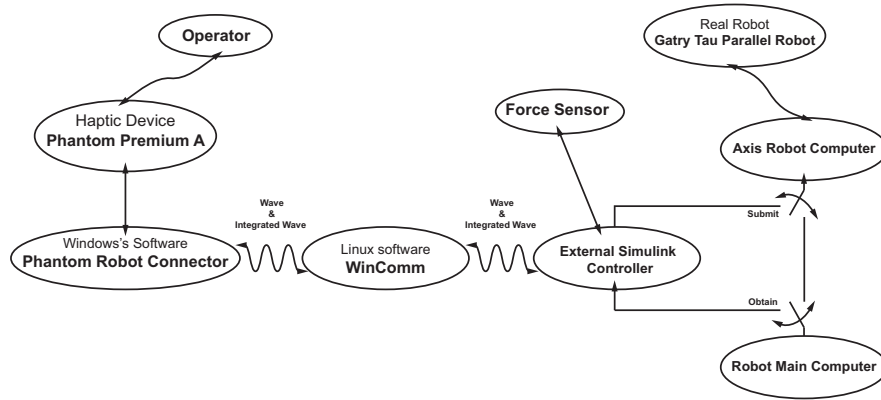 Operator
Real Robot
Gatry Tau Parallel Robot
Haptic Device
Phantom Premium A
Force Sensor
Axis Robot Computer
Wave
&
Integrated Wave
Wave
&
Integrated Wave
Submit
Windows's Software
Phantom Robot Connector
Linux software
WinComm
External Simulink
Controller
Obtain
Robot Main Computer